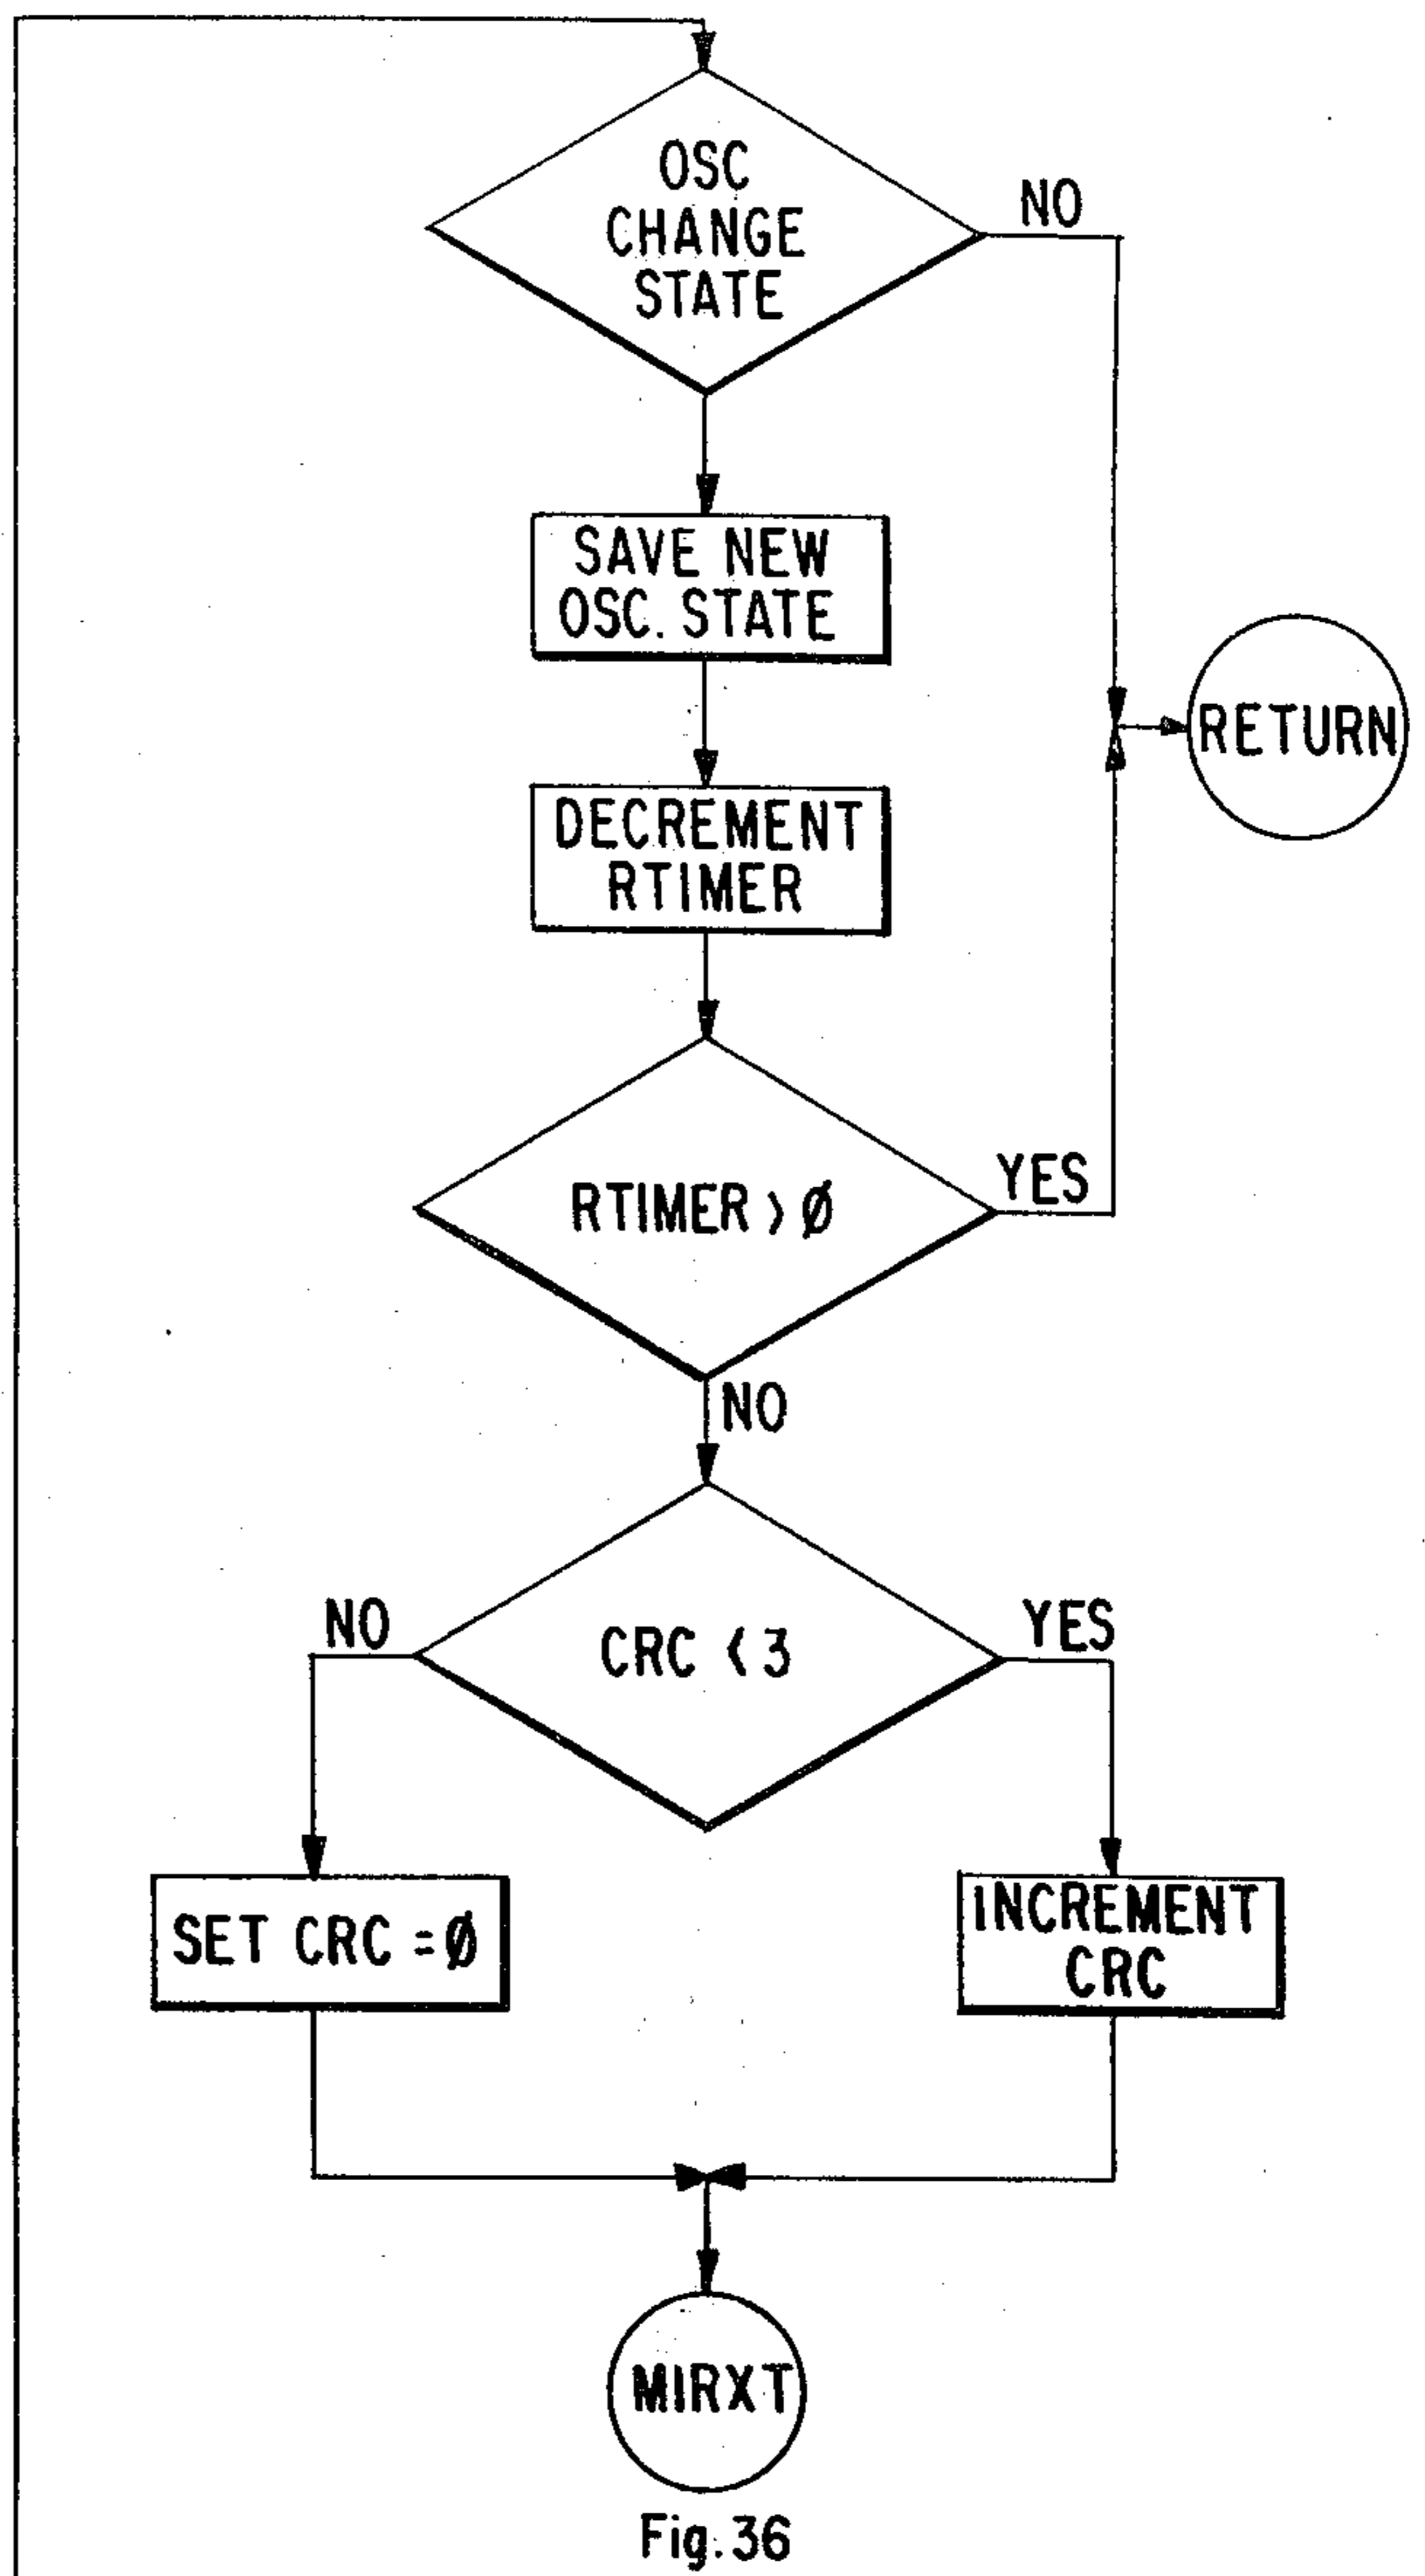 OSC
CHANGE
STATE
NO
SAVE NEW
OSC. STATE
RETURN
DECREMENT
RTIMER
RTIMER > Ø
YES
NO
CRC < 3
NO
YES
SET CRC = Ø
INCREMENT
CRC
MIRXT
Fig. 36